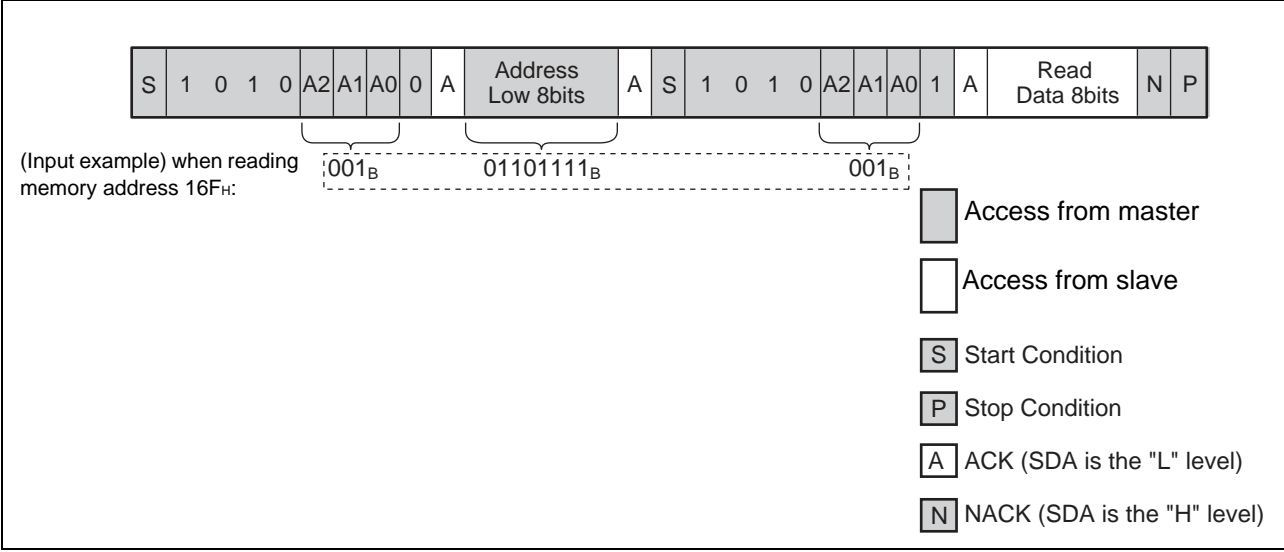 S 1 0 1 0 A2 A1 A0 0 A Address Low 8bits A S 1 0 1 0 A2 A1 A0 1 A Read Data 8bits N P
(Input example) when reading
memory address 16FH:
001B 01101111B 001B
Access from master
Access from slave
S Start Condition
P Stop Condition
A ACK (SDA is the "L" level)
N NACK (SDA is the "H" level)